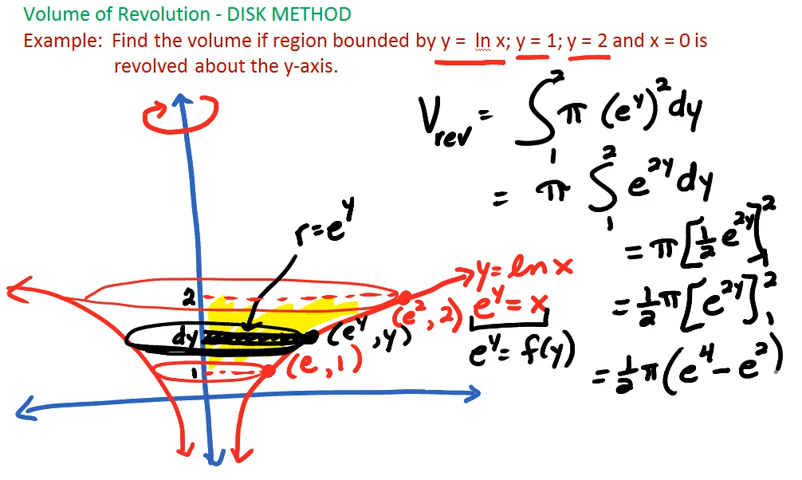 Volume of Revolution - DISK METHOD
Example: Find the volume if region bounded by y = ln x; y = 1; y = 2 and x = 0 is
revolved about the y-axis.
V_rev = ∫₁² π (e^y)² dy
= π ∫₁² e^{2y} dy
= π [½ e^{2y}]₁²
= ½ π [e^{2y}]₁²
= ½ π (e⁴ − e²)
r = e^y
y = ln x
e^y = x
e^y = f(y)
2
(e², 2)
dy
(e^y, y)
1
(e, 1)